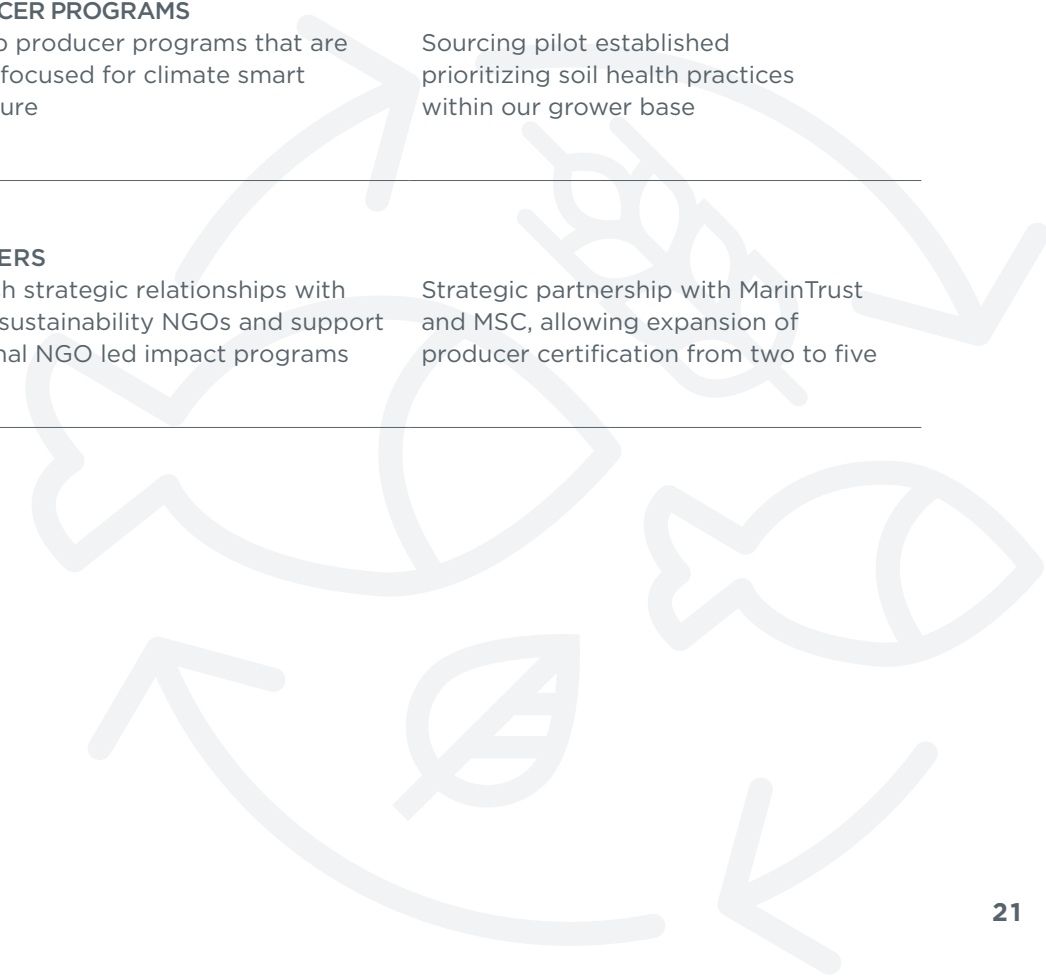 CER PROGRAMS
o producer programs that are
focused for climate smart
ure
Sourcing pilot established
prioritizing soil health practices
within our grower base
ERS
h strategic relationships with
sustainability NGOs and support
nal NGO led impact programs
Strategic partnership with MarinTrust
and MSC, allowing expansion of
producer certification from two to five
21